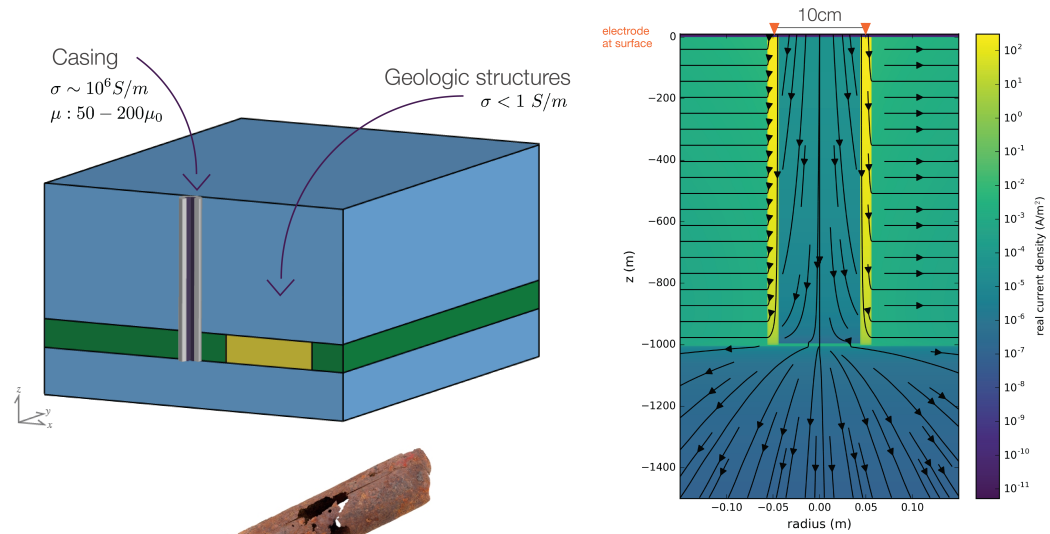 Casing
σ ~ 10⁶S/m
μ : 50 − 200μ₀
Geologic structures
σ < 1 S/m
z
y
x
10cm
electrode
at surface
0
−200
−400
−600
−800
−1000
−1200
−1400
z (m)
−0.10
−0.05
0.00
0.05
0.10
radius (m)
10²
10¹
10⁰
10⁻¹
10⁻²
10⁻³
10⁻⁴
10⁻⁵
10⁻⁶
10⁻⁷
10⁻⁸
10⁻⁹
10⁻¹⁰
10⁻¹¹
real current density (A/m²)